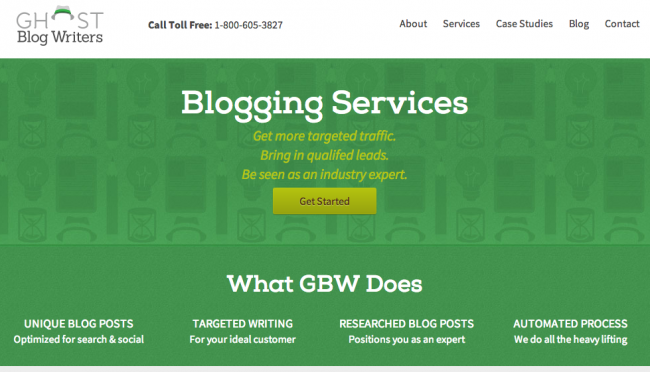 GHOST
Blog Writers
Call Toll Free: 1-800-605-3827
About Services Case Studies Blog Contact
Blogging Services
Get more targeted traffic.
Bring in qualifed leads.
Be seen as an industry expert.
Get Started
What GBW Does
UNIQUE BLOG POSTS
Optimized for search & social
TARGETED WRITING
For your ideal customer
RESEARCHED BLOG POSTS
Positions you as an expert
AUTOMATED PROCESS
We do all the heavy lifting